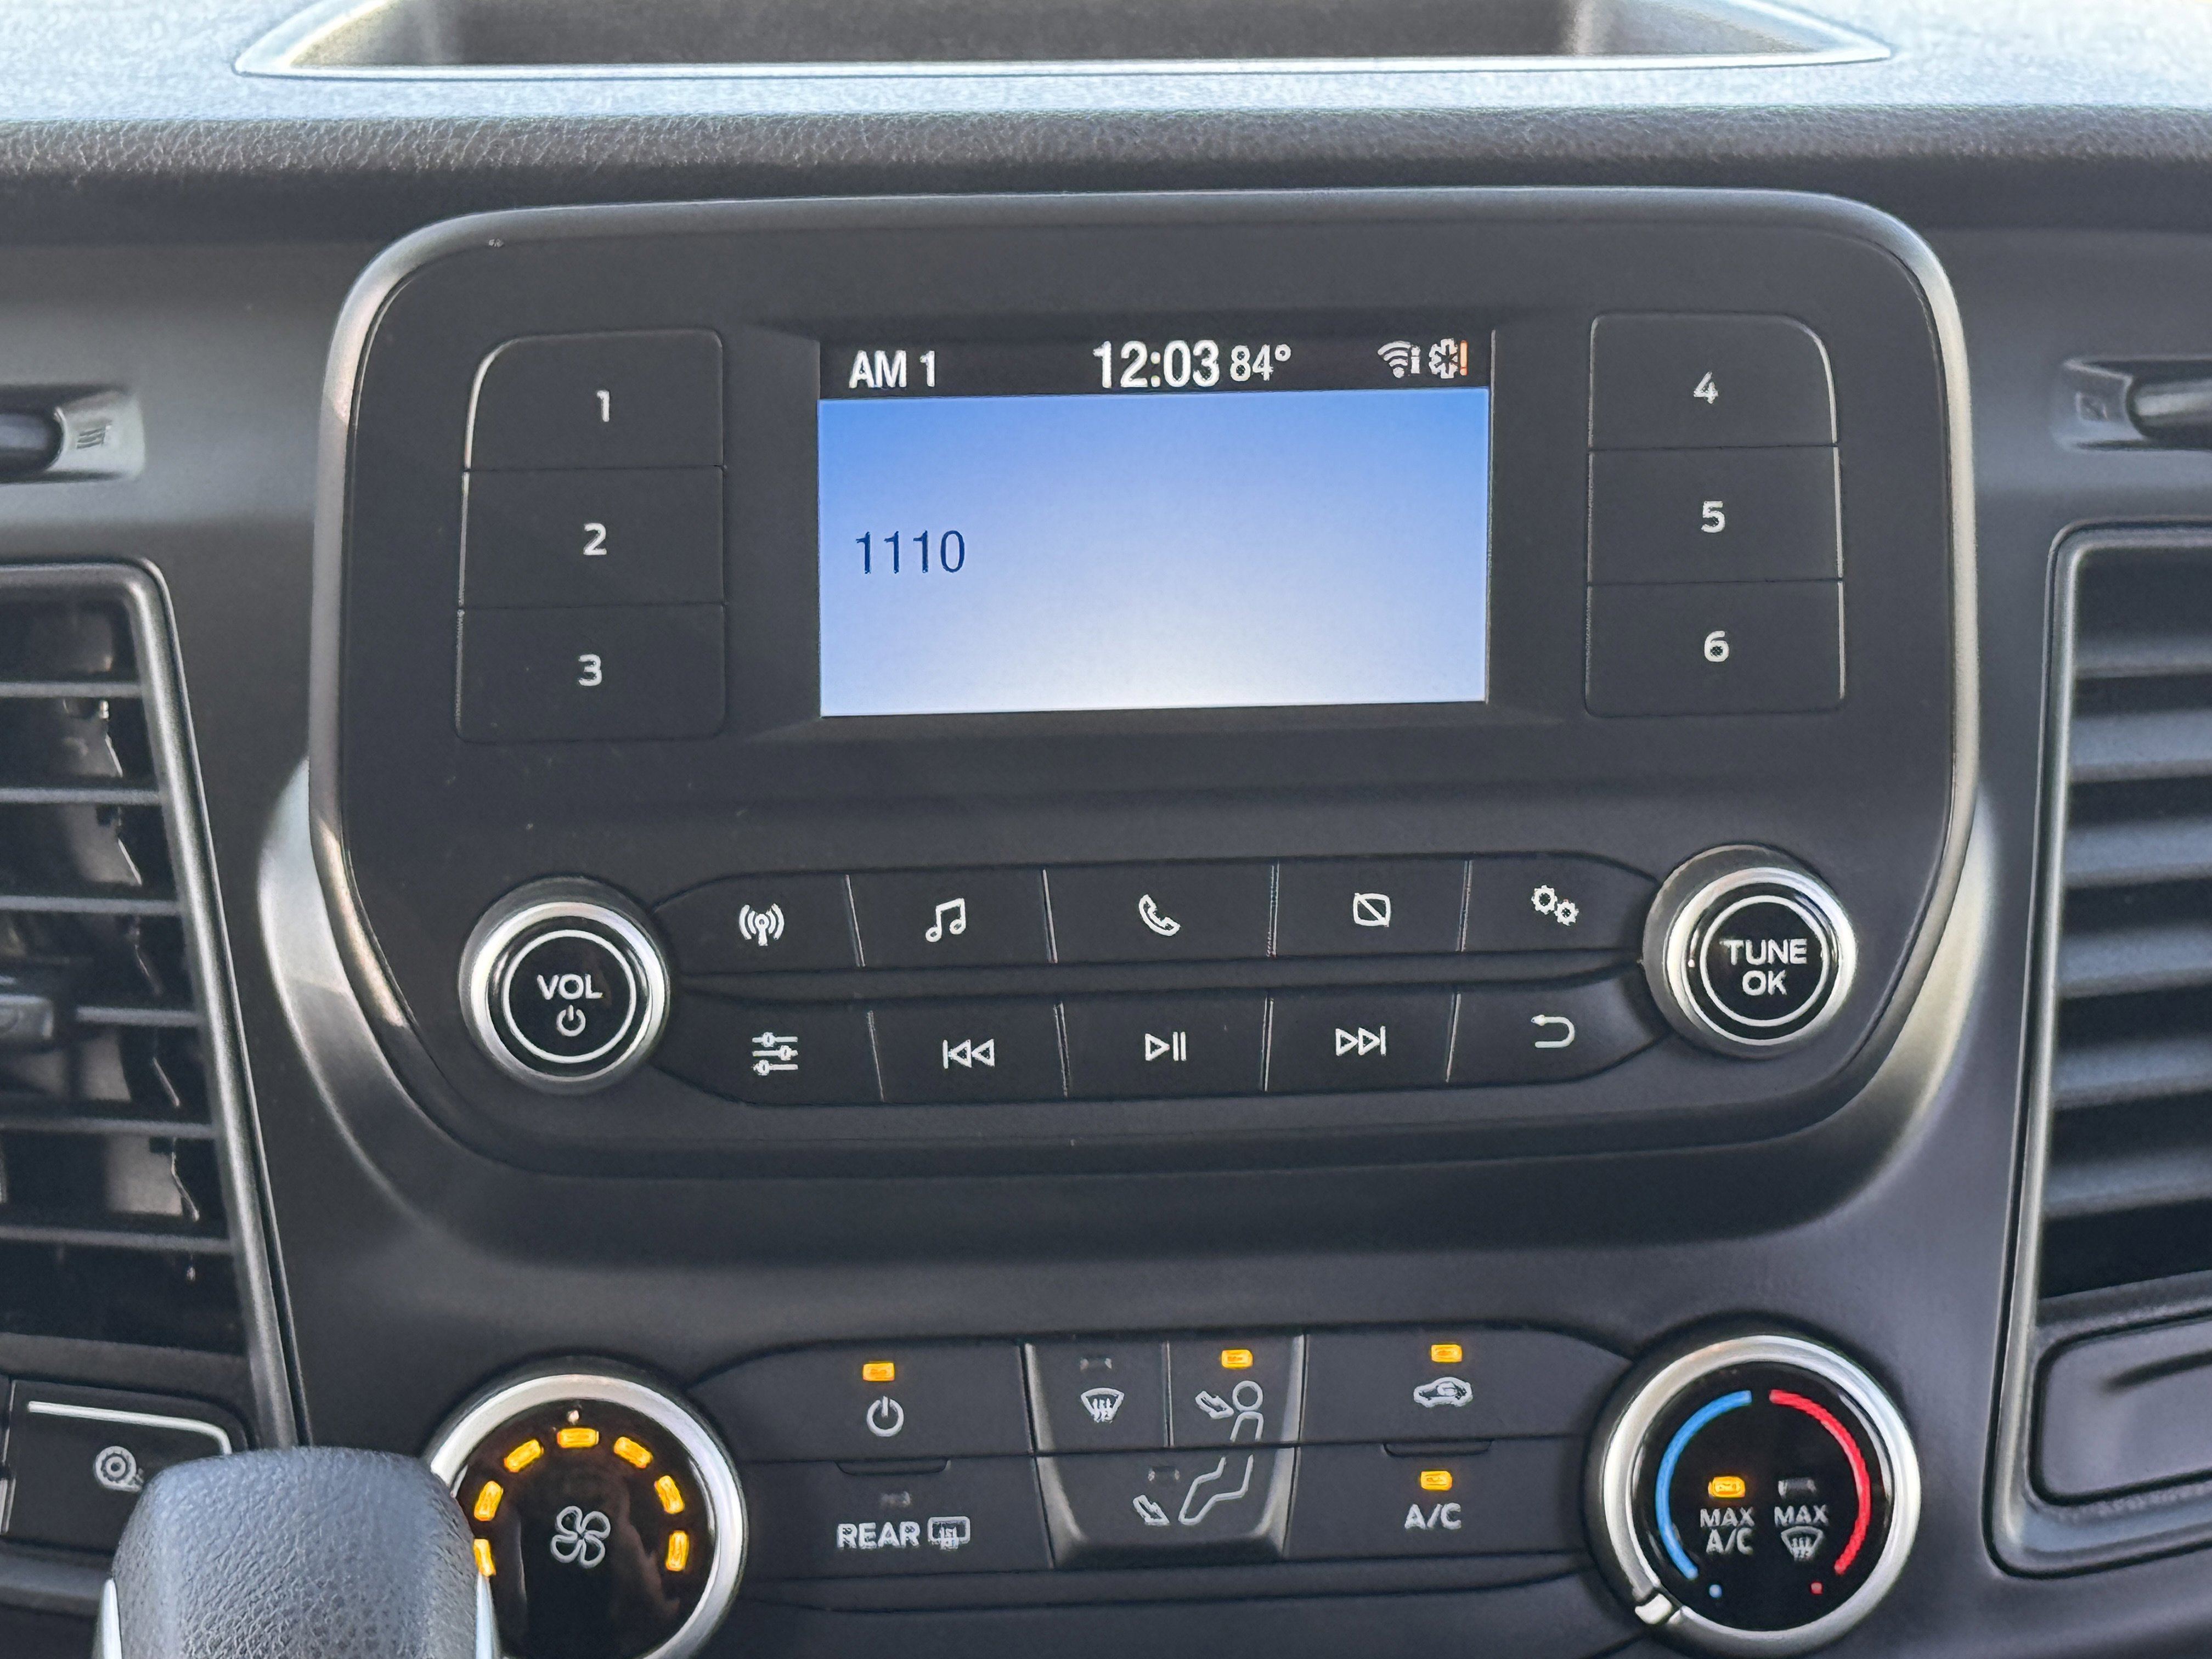 AM 1 12:03 84°
1 4
1110
2 5
3 6
VOL TUNE
OK
REAR A/C
MAX MAX
A/C